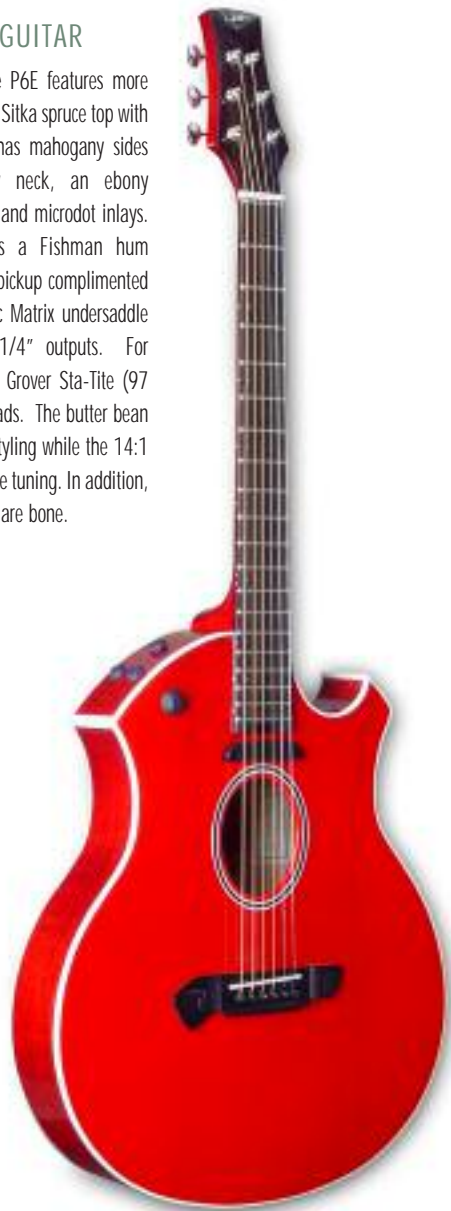 GUITAR
P6E features more
Sitka spruce top with
has mahogany sides
neck, an ebony
and microdot inlays.
s a Fishman hum
pickup complimented
c Matrix undersaddle
1/4" outputs. For
Grover Sta-Tite (97
ads. The butter bean
tyling while the 14:1
e tuning. In addition,
are bone.